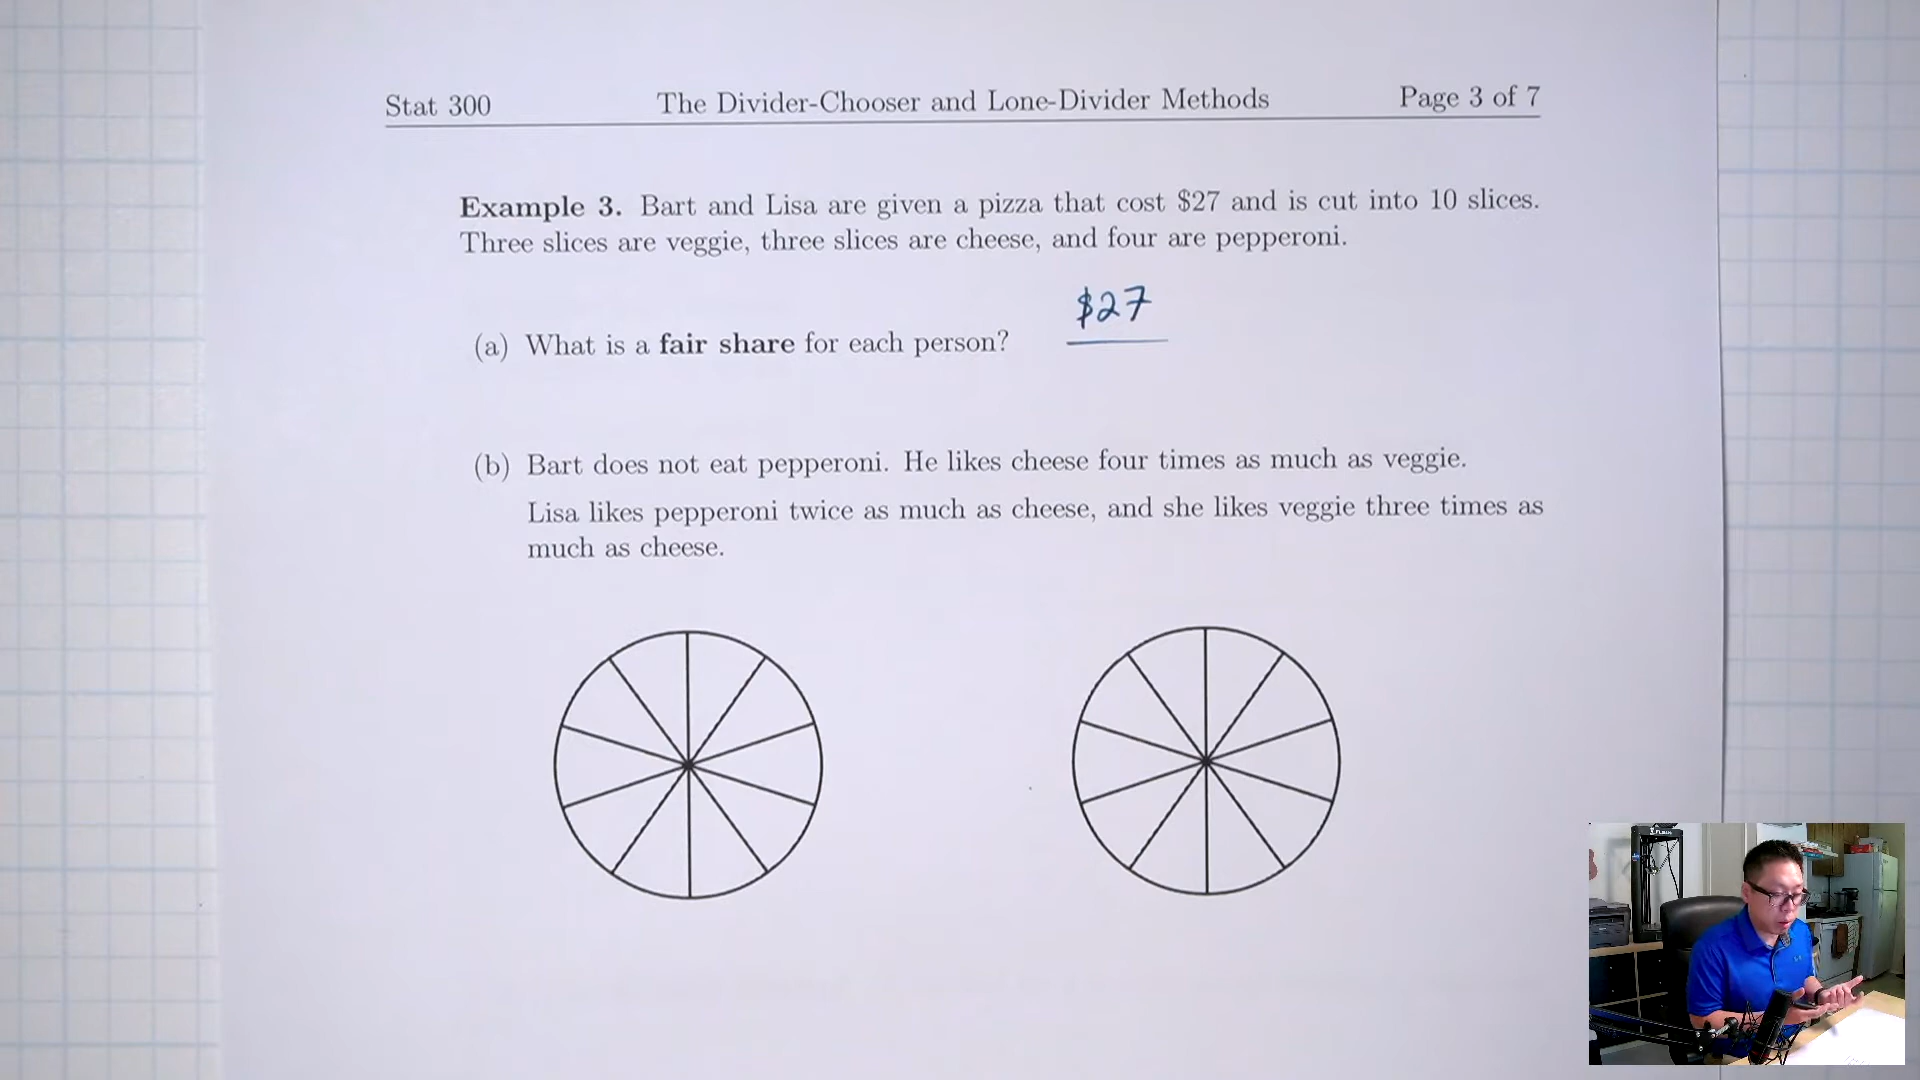 Stat 300 The Divider-Chooser and Lone-Divider Methods Page 3 of 7
Example 3. Bart and Lisa are given a pizza that cost $27 and is cut into 10 slices.
Three slices are veggie, three slices are cheese, and four are pepperoni.
$27
(a) What is a fair share for each person?
(b) Bart does not eat pepperoni. He likes cheese four times as much as veggie.
Lisa likes pepperoni twice as much as cheese, and she likes veggie three times as
much as cheese.